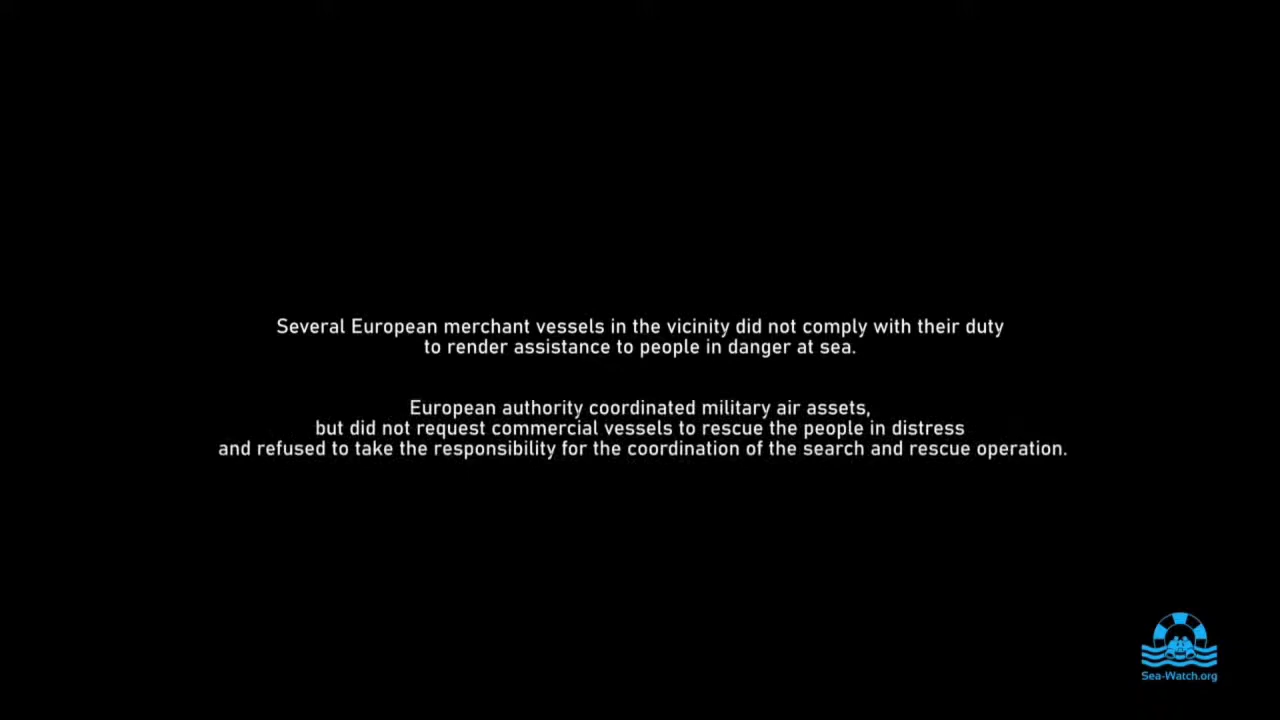 Several European merchant vessels in the vicinity did not comply with their duty
to render assistance to people in danger at sea.
European authority coordinated military air assets,
but did not request commercial vessels to rescue the people in distress
and refused to take the responsibility for the coordination of the search and rescue operation.
Sea-Watch.org